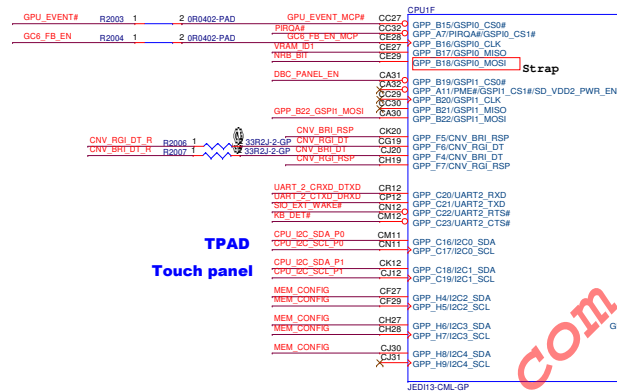 CPU1F
GPU_EVENT# R2003 1 2 0R0402-PAD GPU_EVENT_MCP# CC27 GPP_B15/GSPI0_CS0#
PIRQA# CC32 GPP_A7/PIRQA#/GSPI0_CS1#
GC6_FB_EN R2004 1 2 0R0402-PAD GC6_FB_EN_MCP CE28 GPP_B16/GSPI0_CLK
VRAM_ID1 CE27 GPP_B17/GSPI0_MISO
NRB_BIT CE29 GPP_B18/GSPI0_MOSI Strap
DBC_PANEL_EN CA31 GPP_B19/GSPI1_CS0#
CA32 GPP_A11/PME#/GSPI1_CS1#/SD_VDD2_PWR_EN
CC29 GPP_B20/GSPI1_CLK
CC30 GPP_B21/GSPI1_MISO
GPP_B22_GSPI1_MOSI CA30 GPP_B22/GSPI1_MOSI
CNV_BRI_RSP CK20 GPP_F5/CNV_BRI_RSP
CNV_RGI_DT_R R2006 1 2 33R2J-2-GP CNV_RGI_DT CG19 GPP_F6/CNV_RGI_DT
CNV_BRI_DT_R R2007 1 2 33R2J-2-GP CNV_BRI_DT CJ20 GPP_F4/CNV_BRI_DT
CNV_RGI_RSP CH19 GPP_F7/CNV_RGI_RSP
UART_2_CRXD_DTXD CR12 GPP_C20/UART2_RXD
UART_2_CTXD_DRXD CP12 GPP_C21/UART2_TXD
SIO_EXT_WAKE# CN12 GPP_C22/UART2_RTS#
KB_DET# CM12 GPP_C23/UART2_CTS#
TPAD
CPU_I2C_SDA_P0 CM11 GPP_C16/I2C0_SDA
CPU_I2C_SCL_P0 CN11 GPP_C17/I2C0_SCL
Touch panel
CPU_I2C_SDA_P1 CK12 GPP_C18/I2C1_SDA
CPU_I2C_SCL_P1 CJ12 GPP_C19/I2C1_SCL
MEM_CONFIG CF27 GPP_H4/I2C2_SDA
MEM_CONFIG CF29 GPP_H5/I2C2_SCL
MEM_CONFIG CH27 GPP_H6/I2C3_SDA
MEM_CONFIG CH28 GPP_H7/I2C3_SCL
MEM_CONFIG CJ30 GPP_H8/I2C4_SDA
CJ31 GPP_H9/I2C4_SCL
JEDI13-CML-GP
com